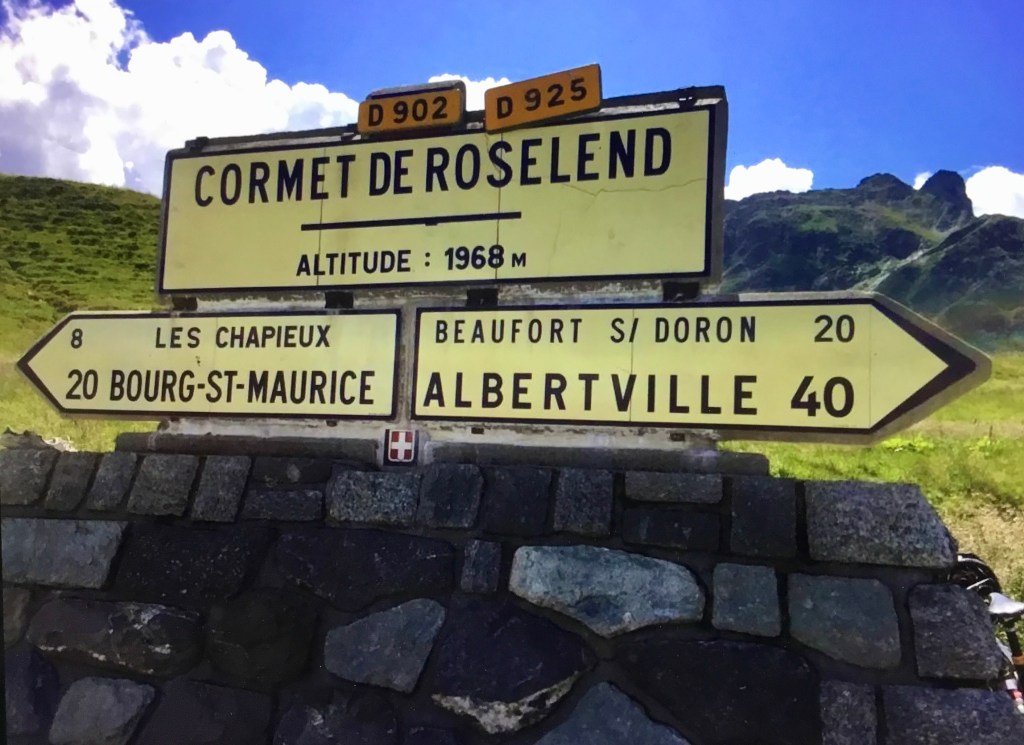 D 902
D 925
CORMET DE ROSELEND
ALTITUDE : 1968 M
8 LES CHAPIEUX
20 BOURG-ST-MAURICE
BEAUFORT S/ DORON 20
ALBERTVILLE 40